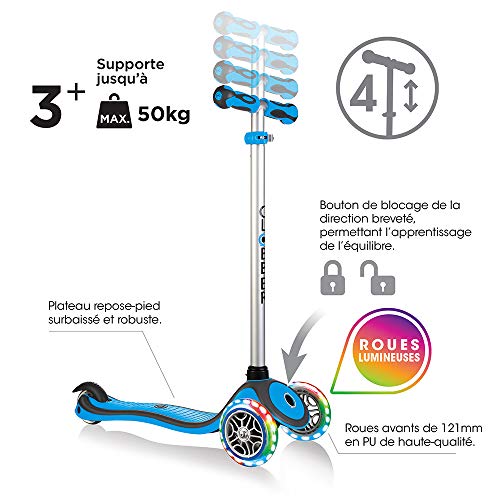 3+
Supporte
jusqu'à
MAX. 50kg
4
GLOBBER
Bouton de blocage de la
direction breveté,
permettant l'apprentissage
de l'équilibre.
Plateau repose-pied
surbaissé et robuste.
ROUES
LUMINEUSES
Roues avants de 121mm
en PU de haute-qualité.